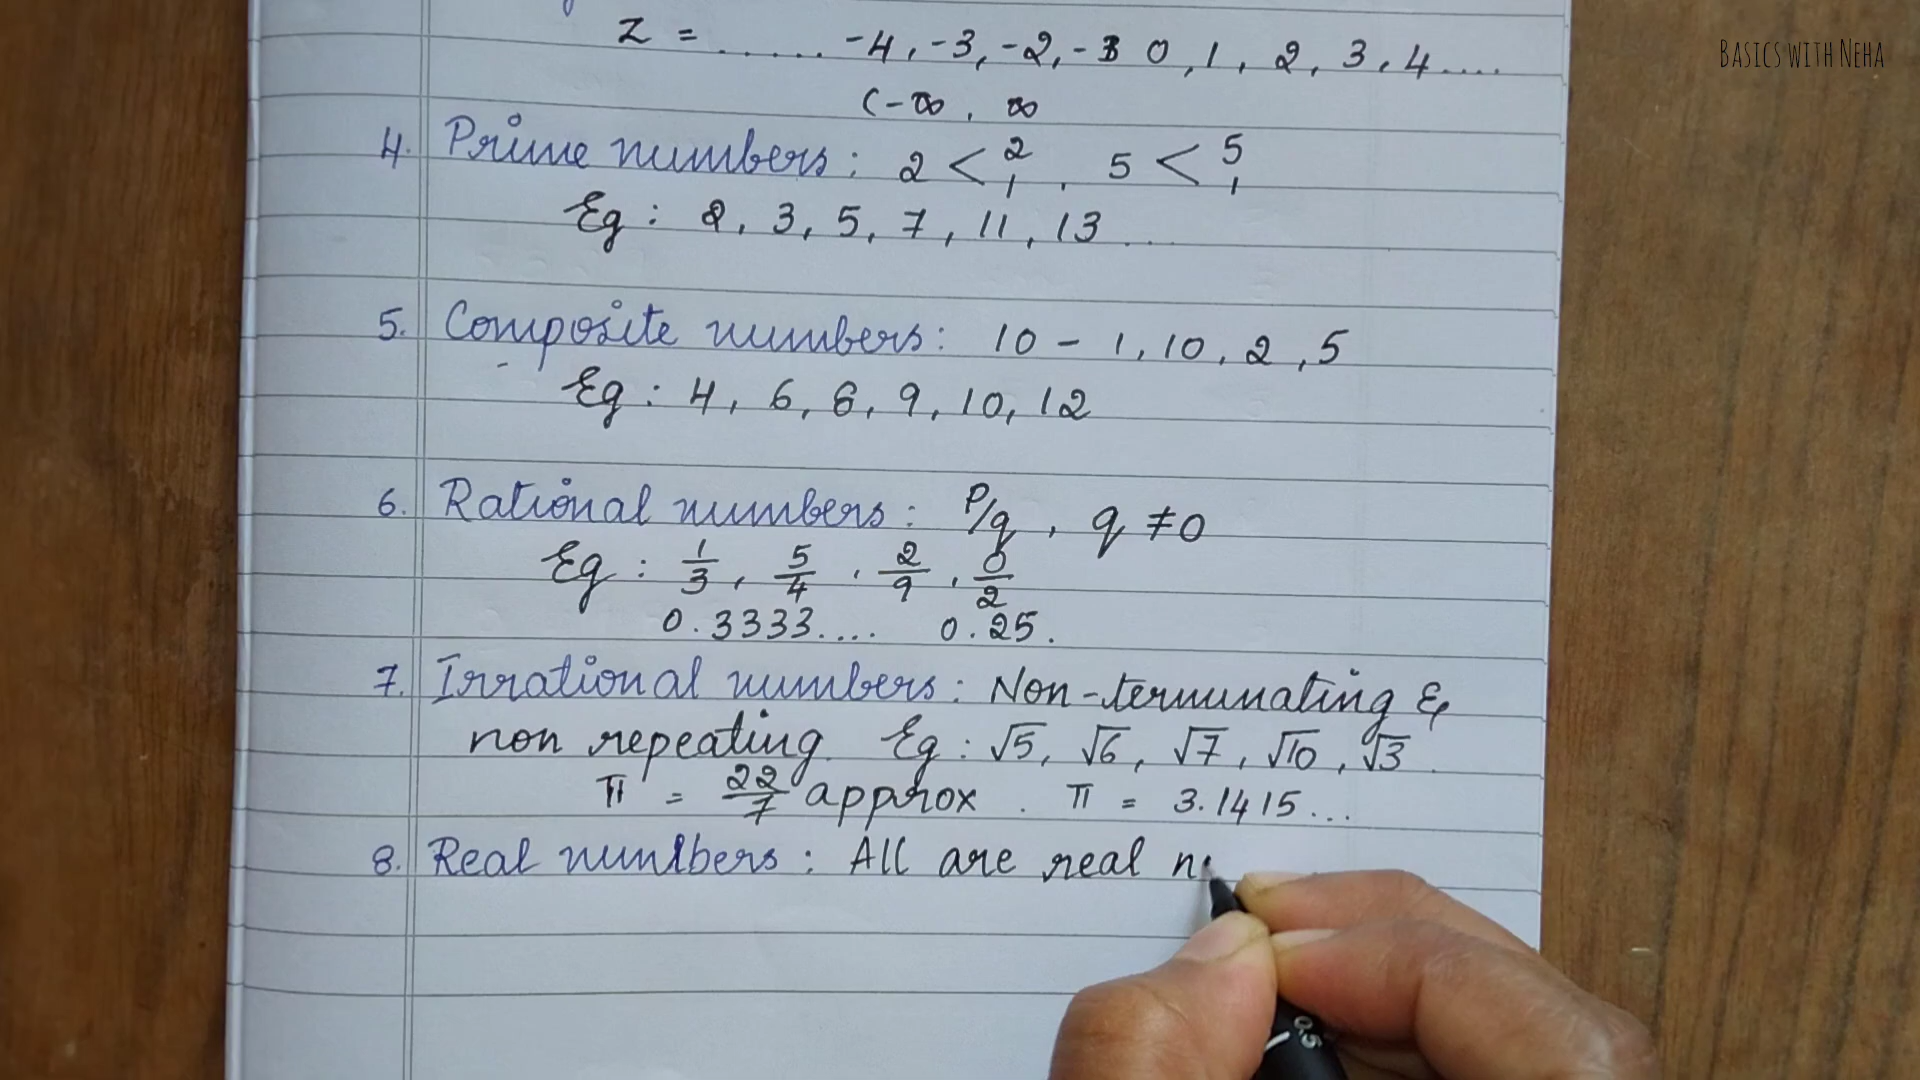 BASICS WITH NEHA
Z = ...... -4, -3, -2, - 0, 1, 2, 3, 4....
(-∞, ∞
4. Prime numbers : 2 < 2 1, 5 < 5 1
Eg : 2, 3, 5, 7, 11, 13 ...
5. Composite numbers : 10 - 1, 10, 2, 5
Eg : 4, 6, 8, 9, 10, 12
6. Rational numbers : P/q, q ≠ 0
Eg : 1/3, 5/4, 2/9, 0/2
0.3333.... 0.25.
7. Irrational numbers : Non-terminating &
non repeating. Eg : √5, √6, √7, √10, √3.
π = 22/7 approx. π = 3.1415...
8. Real numbers : All are real n
0.5